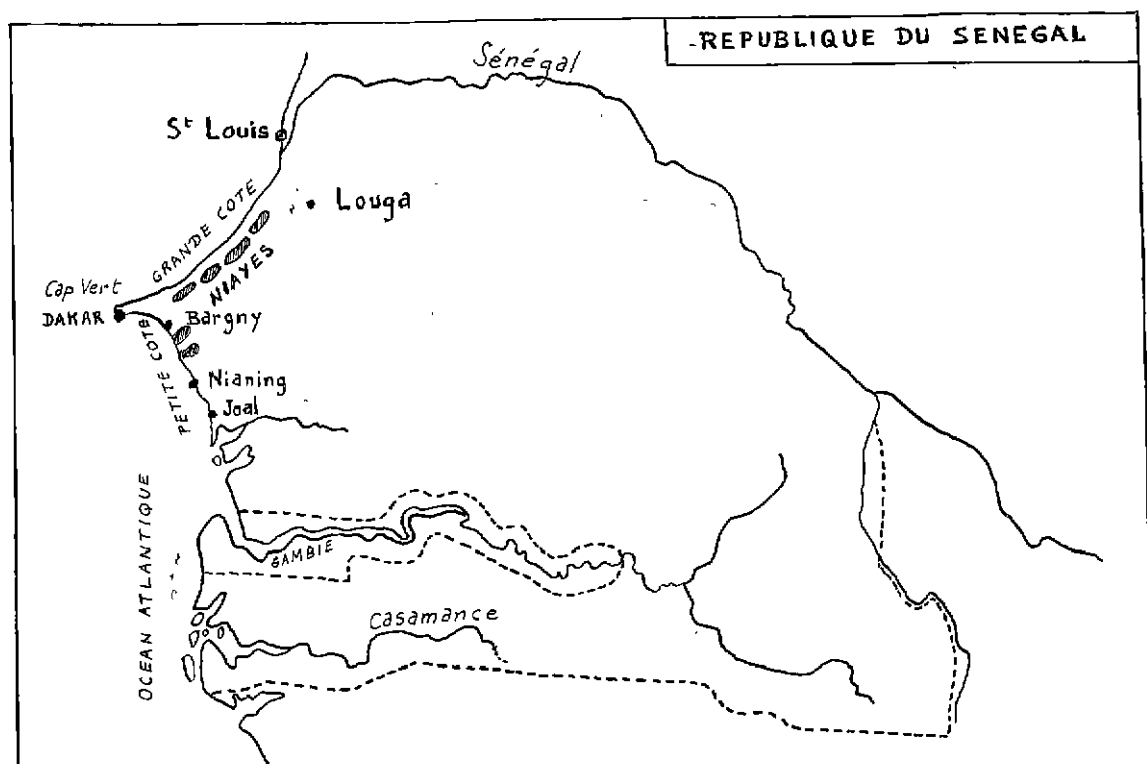 REPUBLIQUE DU SENEGAL
Sénégal
St Louis
Louga
GRANDE COTE
NIAYES
Cap Vert
DAKAR
Bargny
PETITE COTE
Nianing
Joal
OCEAN ATLANTIQUE
GAMBIE
Casamance